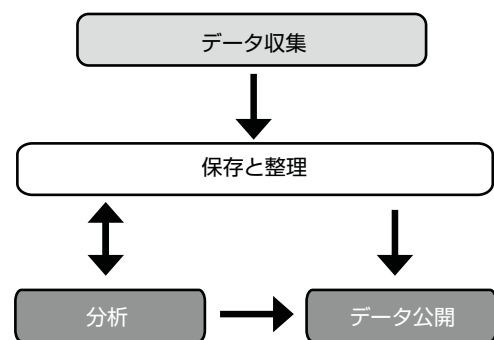 データ収集
保存と整理
分析
データ公開